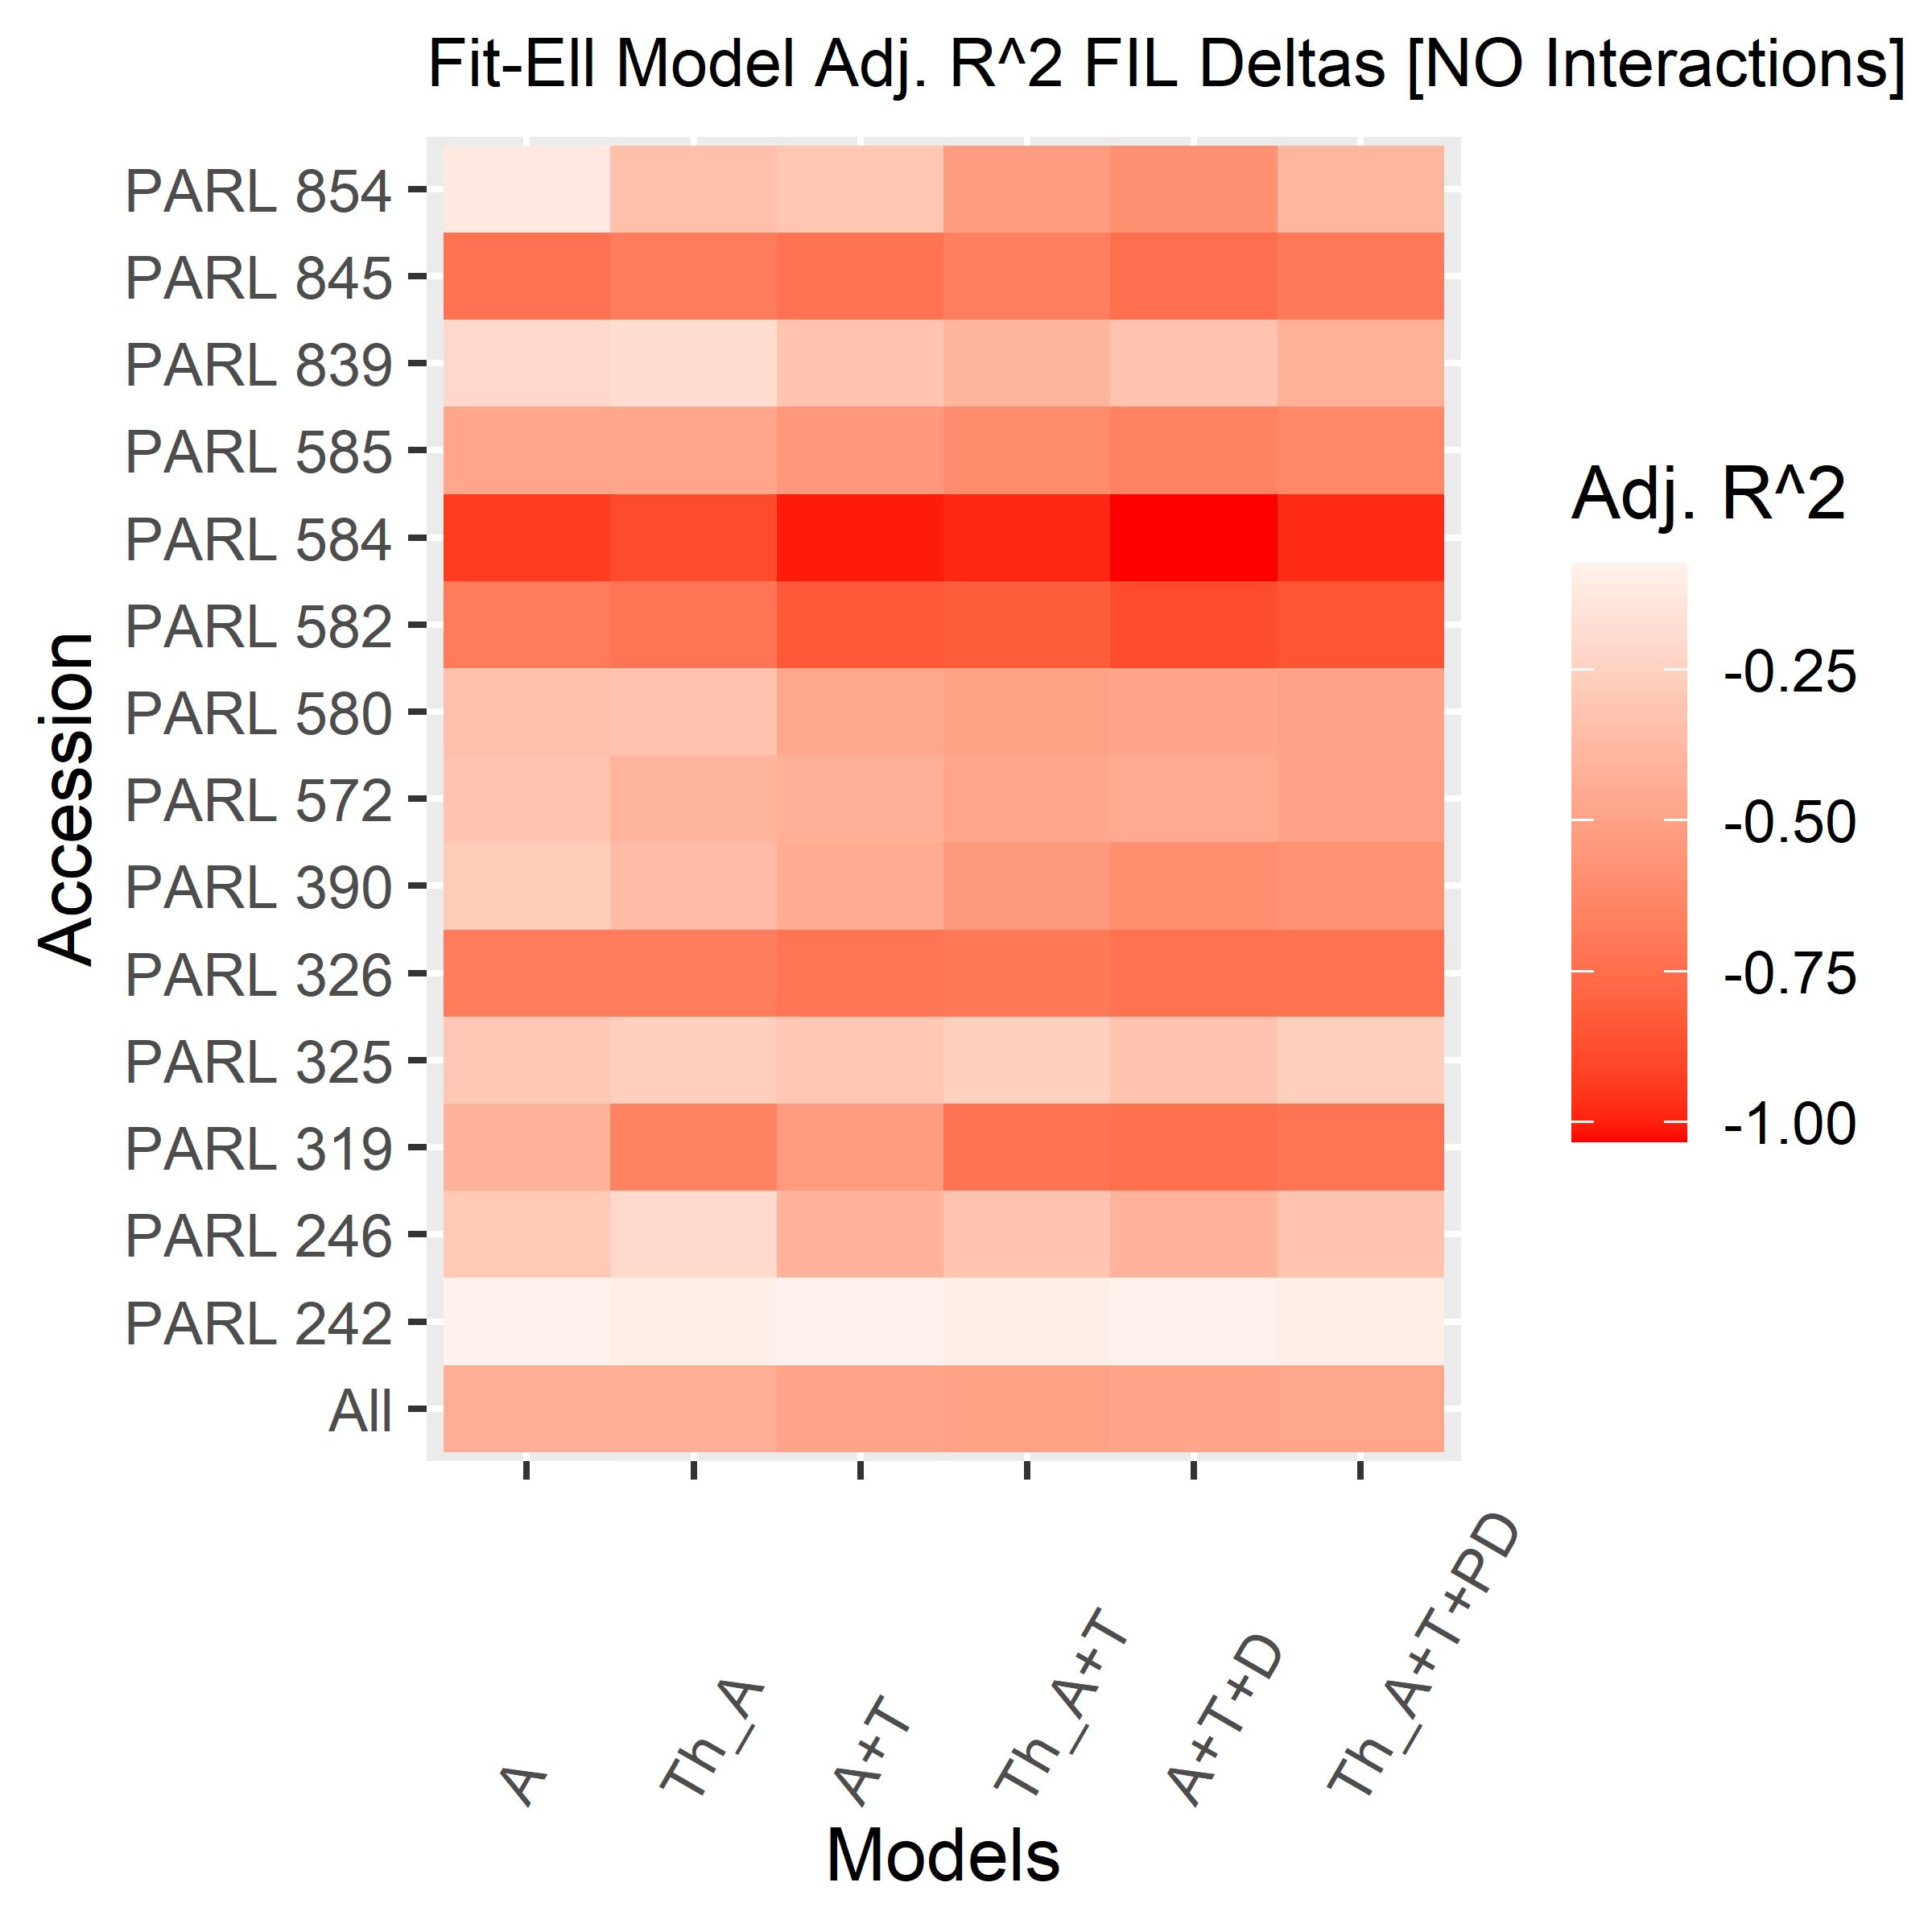 Fit-Ell Model Adj. R^2 FIL Deltas [NO Interactions]
PARL 854
PARL 845
PARL 839
PARL 585
PARL 584
PARL 582
PARL 580
PARL 572
PARL 390
PARL 326
PARL 325
PARL 319
PARL 246
PARL 242
All
Accession
A
Th_A
A+T
Th_A+T
A+T+D
Th_A+T+PD
Models
Adj. R^2
-0.25
-0.50
-0.75
-1.00